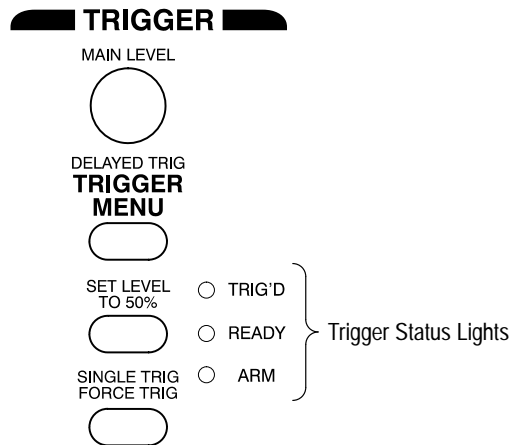 TRIGGER
MAIN LEVEL
DELAYED TRIG
TRIGGER
MENU
SET LEVEL
TO 50%
TRIG'D
READY
ARM
Trigger Status Lights
SINGLE TRIG
FORCE TRIG